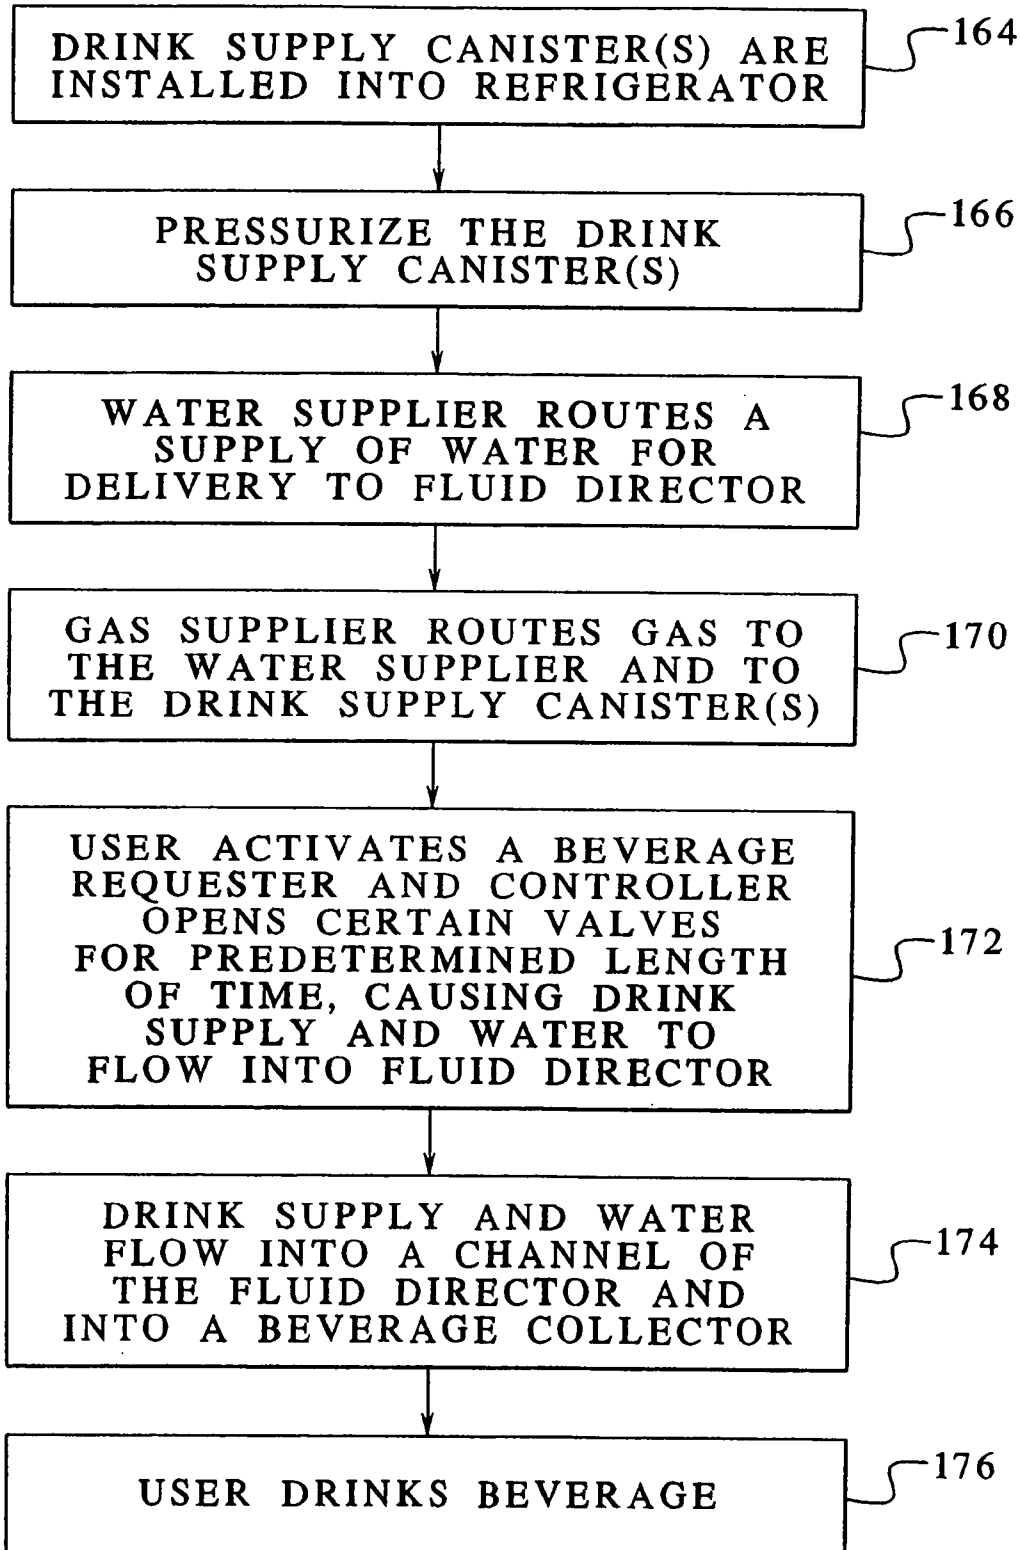 DRINK SUPPLY CANISTER(S) ARE
INSTALLED INTO REFRIGERATOR
164
PRESSURIZE THE DRINK
SUPPLY CANISTER(S)
166
WATER SUPPLIER ROUTES A
SUPPLY OF WATER FOR
DELIVERY TO FLUID DIRECTOR
168
GAS SUPPLIER ROUTES GAS TO
THE WATER SUPPLIER AND TO
THE DRINK SUPPLY CANISTER(S)
170
USER ACTIVATES A BEVERAGE
REQUESTER AND CONTROLLER
OPENS CERTAIN VALVES
FOR PREDETERMINED LENGTH
OF TIME, CAUSING DRINK
SUPPLY AND WATER TO
FLOW INTO FLUID DIRECTOR
172
DRINK SUPPLY AND WATER
FLOW INTO A CHANNEL OF
THE FLUID DIRECTOR AND
INTO A BEVERAGE COLLECTOR
174
USER DRINKS BEVERAGE
176